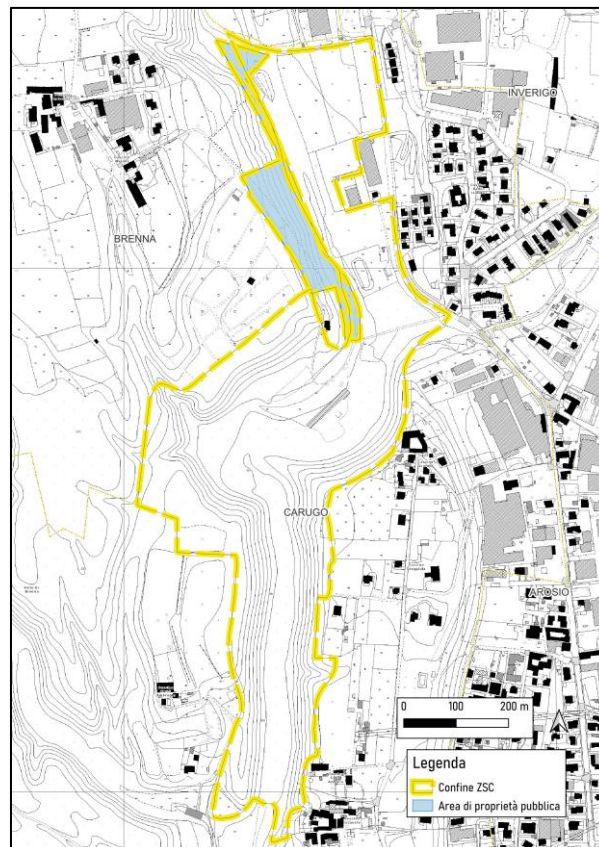 INVERIGO
BRENNA
CARUGO
AROSIO
0 100 200 m
Legenda
Confine ZSC
Area di proprietà pubblica